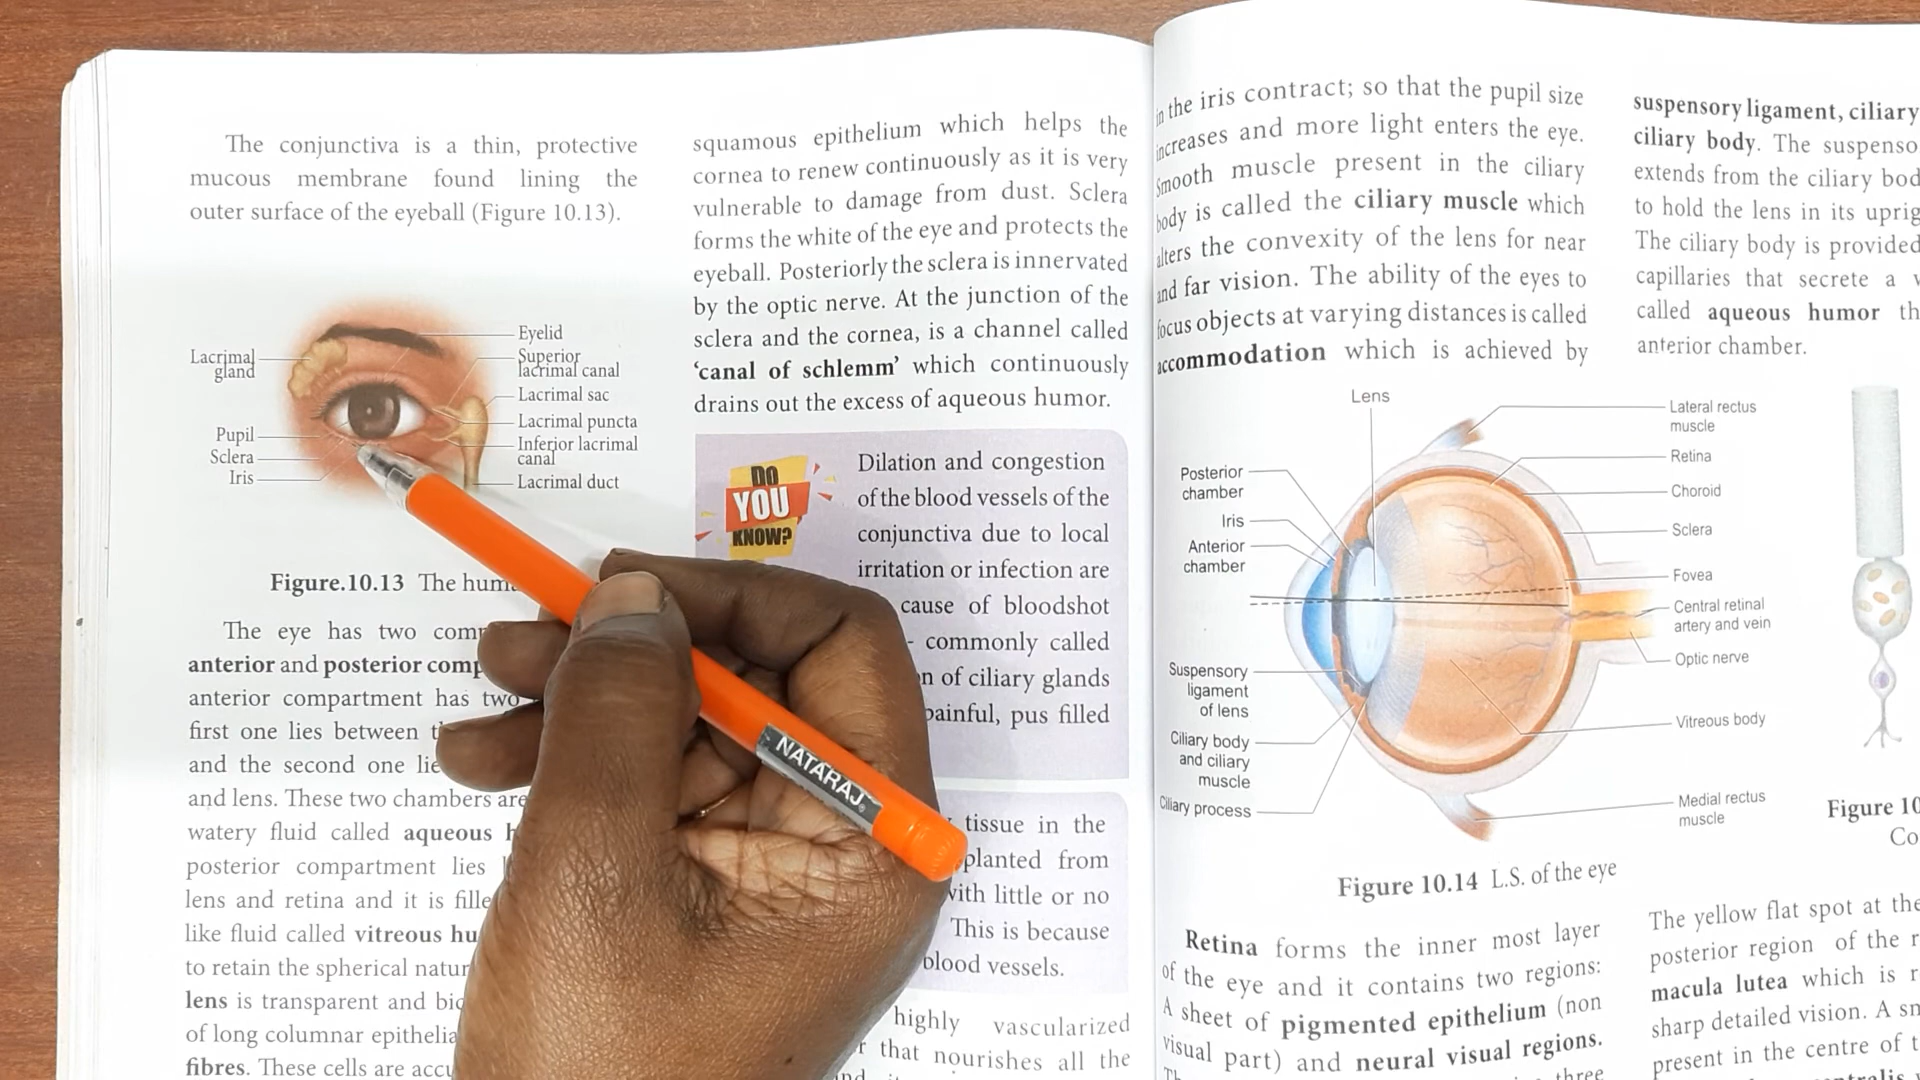 The conjunctiva is a thin, protective
mucous membrane found lining the
outer surface of the eyeball (Figure 10.13).
Lacrimal
gland
Pupil
Sclera
Iris
Eyelid
Superior
lacrimal canal
Lacrimal sac
Lacrimal puncta
Inferior lacrimal
canal
Lacrimal duct
Figure.10.13 The
The eye has two
anterior and posterior
anterior compartment has two
first one lies between
and the second one
and lens. These two chambers are
watery fluid called aqueous
posterior compartment lies
lens and retina and it is
like fluid called vitreous
to retain the spherical
lens is transparent and
of long columnar
fibres. These cells are
squamous epithelium which helps the
cornea to renew continuously as it is very
vulnerable to damage from dust. Sclera
forms the white of the eye and protects the
eyeball. Posteriorly the sclera is innervated
by the optic nerve. At the junction of the
sclera and the cornea, is a channel called
‘canal of schlemm’ which continuously
drains out the excess of aqueous humor.
DO
YOU
KNOW?
Dilation and congestion
of the blood vessels of the
conjunctiva due to local
irritation or infection are
cause of bloodshot
- commonly called
of ciliary glands
painful, pus filled
tissue in the
with little or no
This is because
blood vessels.
highly vascularized
that nourishes all the
NATARAJ
in the iris contract; so that the pupil size
increases and more light enters the eye.
Smooth muscle present in the ciliary
body is called the ciliary muscle which
alters the convexity of the lens for near
and far vision. The ability of the eyes to
focus objects at varying distances is called
accommodation which is achieved by
suspensory ligament, ciliary
ciliary body. The
extends from the ciliary
to hold the lens in its
The ciliary body is provided
capillaries that secrete a
called aqueous humor
anterior chamber.
Lens
Posterior
chamber
Iris
Anterior
chamber
Suspensory
ligament
of lens
Ciliary body
and ciliary
muscle
Ciliary process
Lateral rectus
muscle
Retina
Choroid
Sclera
Fovea
Central retinal
artery and vein
Optic nerve
Vitreous body
Medial rectus
muscle
Figure 10.14 L.S. of the eye
Figure
Retina forms the inner most layer
of the eye and it contains two regions:
A sheet of pigmented epithelium (non
visual part) and neural visual regions.
three
The yellow flat spot at the
posterior region of the
macula lutea which is
sharp detailed vision. A
present in the centre of